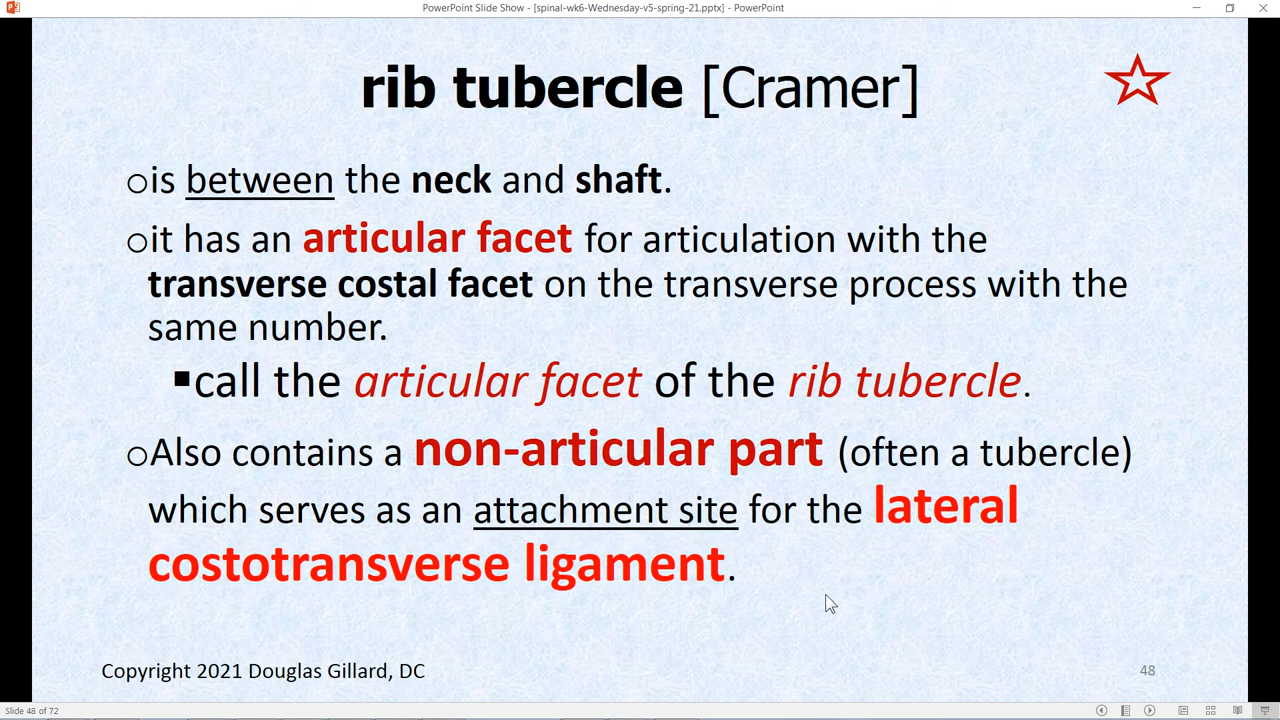 PowerPoint Slide Show - [spinal-wk6-Wednesday-v5-spring-21.pptx] - PowerPoint
rib tubercle [Cramer]
○is between the neck and shaft.
○it has an articular facet for articulation with the
transverse costal facet on the transverse process with the
same number.
▪call the articular facet of the rib tubercle.
○Also contains a non-articular part (often a tubercle)
which serves as an attachment site for the lateral
costotransverse ligament.
Copyright 2021 Douglas Gillard, DC
48
Slide 48 of 72